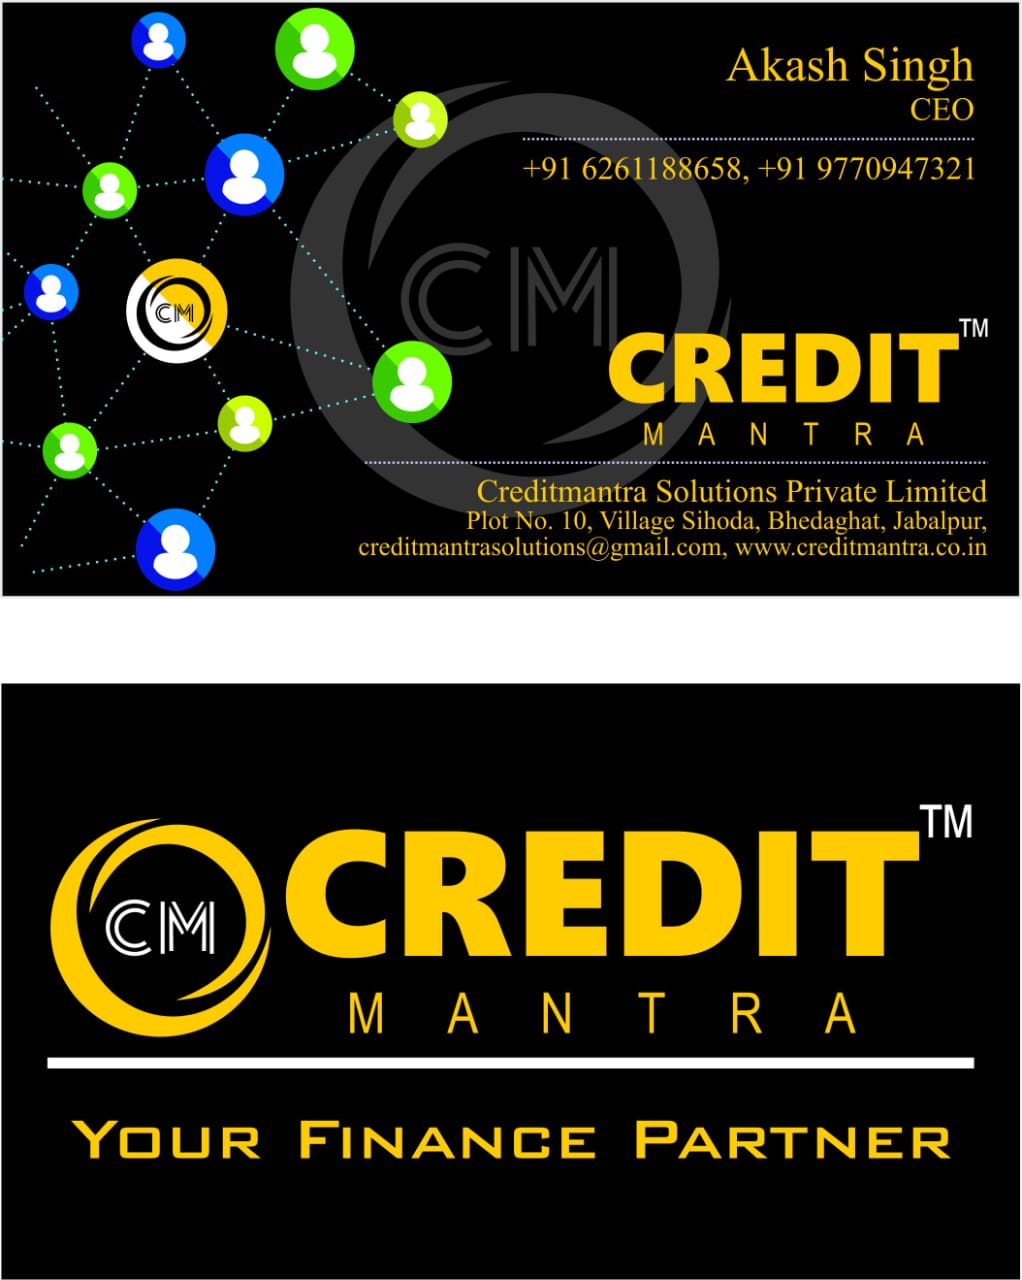 Akash Singh
CEO
+91 6261188658, +91 9770947321
CM
CM
CREDIT™
MANTRA
Creditmantra Solutions Private Limited
Plot No. 10, Village Sihoda, Bhedaghat, Jabalpur,
creditmantrasolutions@gmail.com, www.creditmantra.co.in
CM
CREDIT™
MANTRA
YOUR FINANCE PARTNER